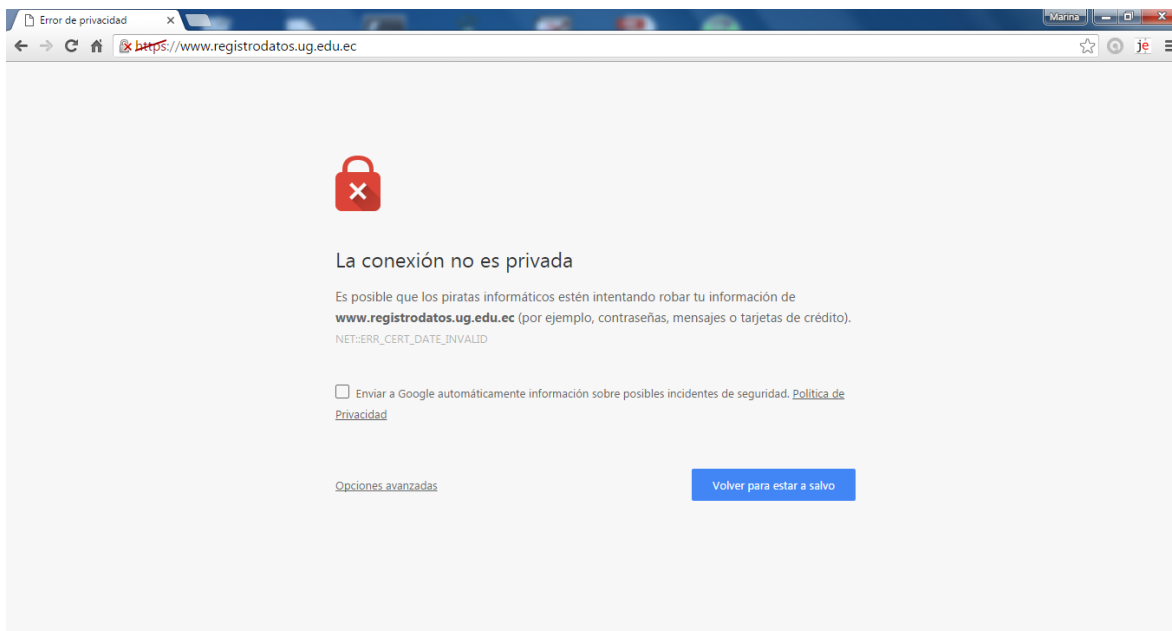 Error de privacidad
Marina
https://www.registrodatos.ug.edu.ec
je
La conexión no es privada
Es posible que los piratas informáticos estén intentando robar tu información de
www.registrodatos.ug.edu.ec (por ejemplo, contraseñas, mensajes o tarjetas de crédito).
NET::ERR_CERT_DATE_INVALID
Enviar a Google automáticamente información sobre posibles incidentes de seguridad. Política de
Privacidad
Opciones avanzadas
Volver para estar a salvo